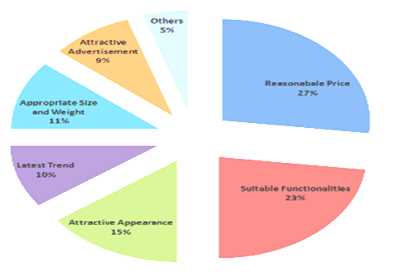 Others
5%
Attractive
Advertisement
9%
Reasonabale Price
27%
Appropriate Size
and Weight
11%
Latest Trend
10%
Suitable Functionalities
23%
Attractive Appearance
15%